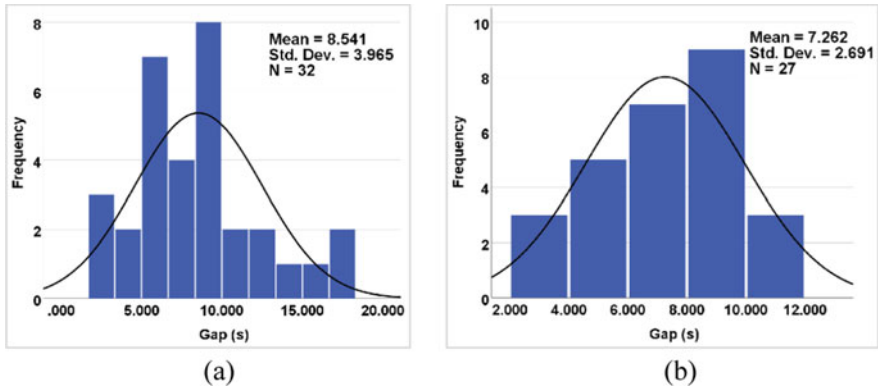 Mean = 8.541
Std. Dev. = 3.965
N = 32
8
6
4
2
0
Frequency
.000 5.000 10.000 15.000 20.000
Gap (s)
(a)
Mean = 7.262
Std. Dev. = 2.691
N = 27
10
8
6
4
2
0
Frequency
2.000 4.000 6.000 8.000 10.000 12.000
Gap (s)
(b)